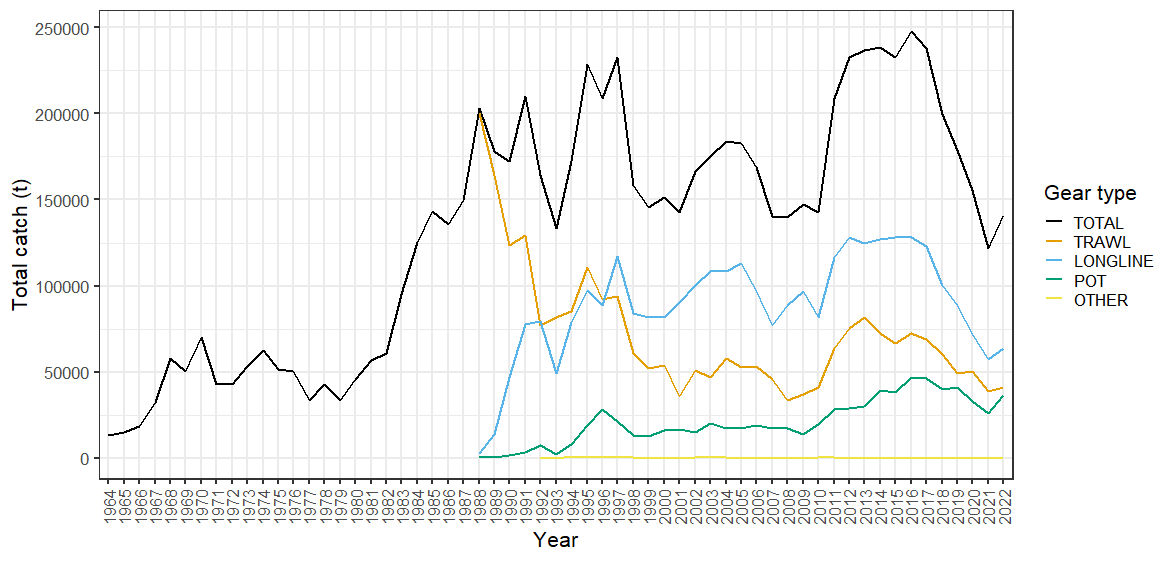 Total catch (t)
250000
200000
150000
100000
50000
0
1964 1965 1966 1967 1968 1969 1970 1971 1972 1973 1974 1975 1976 1977 1978 1979 1980 1981 1982 1983 1984 1985 1986 1987 1988 1989 1990 1991 1992 1993 1994 1995 1996 1997 1998 1999 2000 2001 2002 2003 2004 2005 2006 2007 2008 2009 2010 2011 2012 2013 2014 2015 2016 2017 2018 2019 2020 2021 2022
Year
Gear type
TOTAL
TRAWL
LONGLINE
POT
OTHER